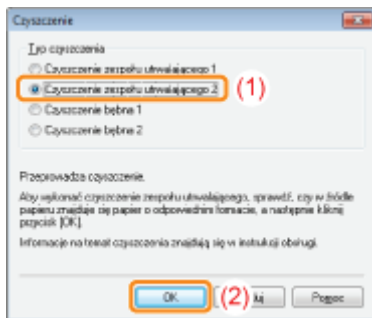 Czyszczenie
Typ czyszczenia
Czyszczenie zespołu utrwalającego 1
Czyszczenie zespołu utrwalającego 2
(1)
Czyszczenie bębna 1
Czyszczenie bębna 2
Przeprowadza czyszczenie.
Aby wykonać czyszczenie zespołu utrwalającego, sprawdź, czy w źródle
papieru znajduje się papier o odpowiednim formacie, a następnie kliknij
przycisk [OK].
Informacje na temat czyszczenia znajdują się w instrukcji obsługi.
OK
(2)
Pomoc